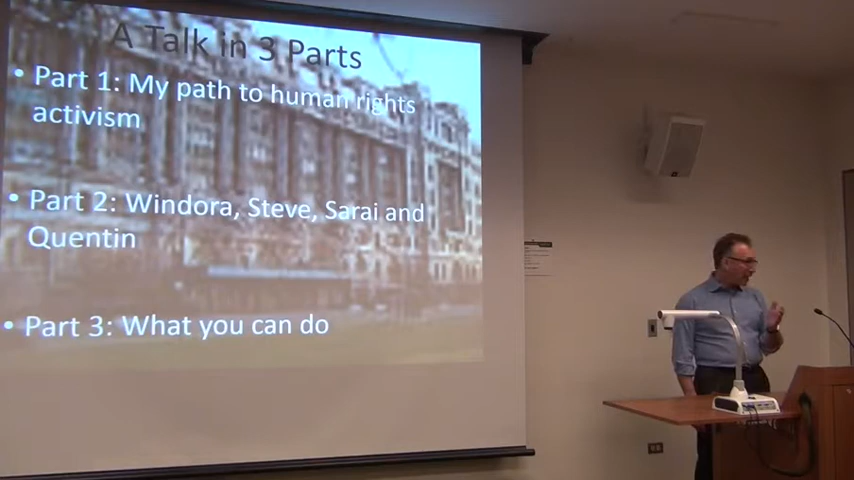 A Talk in 3 Parts
• Part 1: My path to human rights
activism
• Part 2: Windora, Steve, Sarai and
Quentin
• Part 3: What you can do